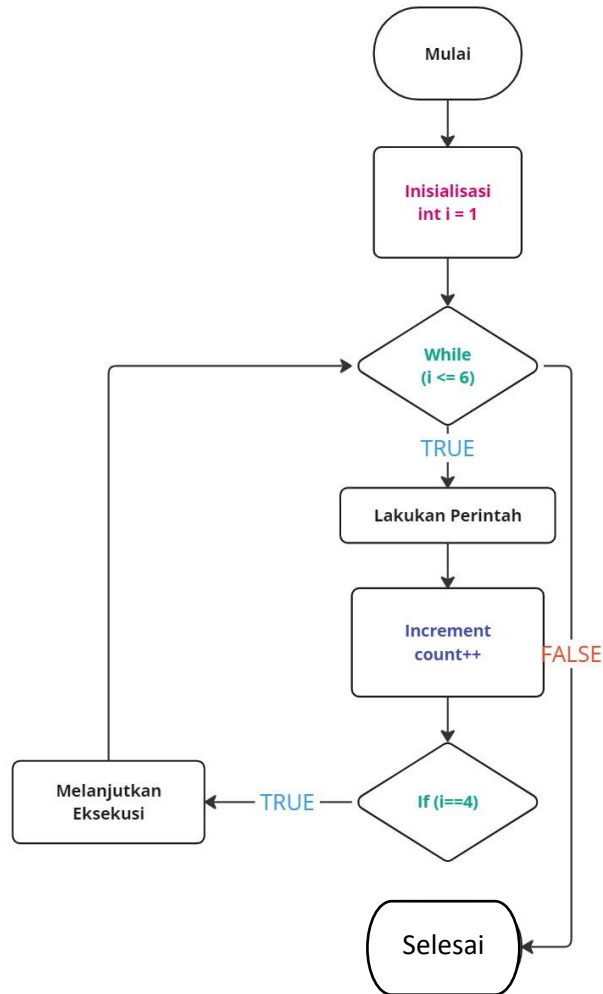 Mulai
Inisialisasi
int i = 1
While
(i <= 6)
TRUE
Lakukan Perintah
Increment
count++
FALSE
If (i==4)
TRUE
Melanjutkan
Eksekusi
Selesai